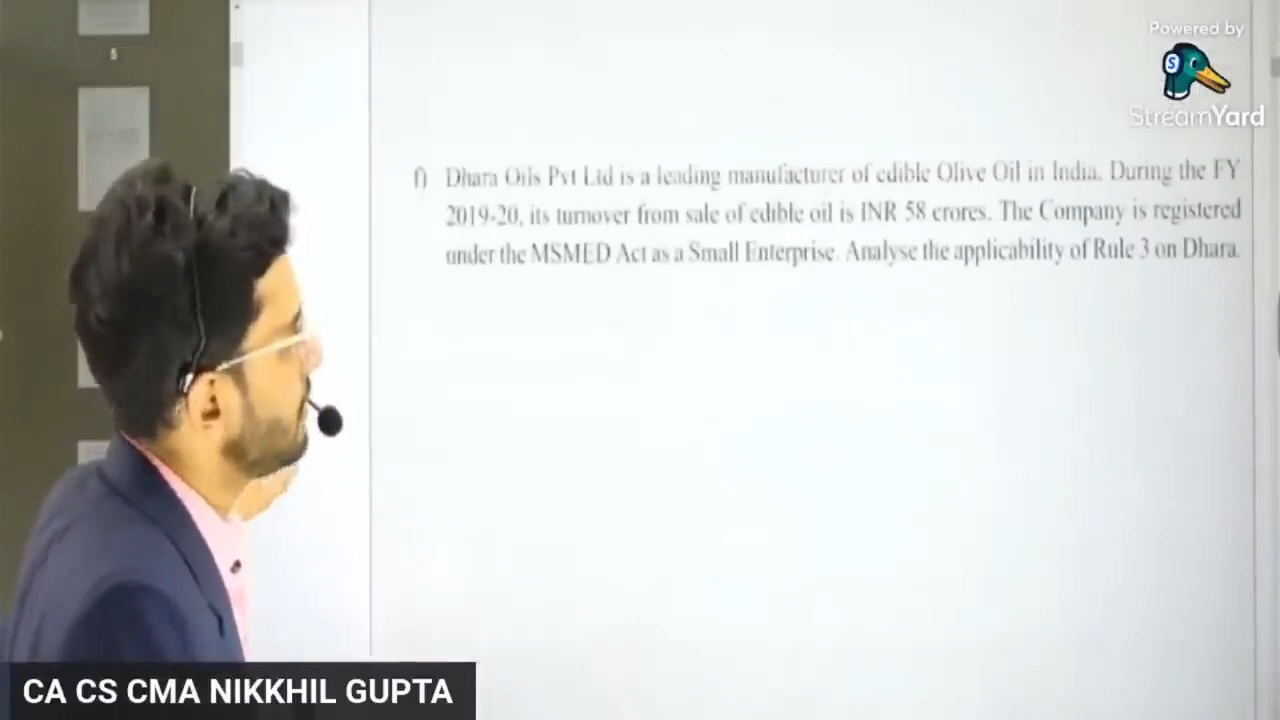 Powered by
StreamYard
f) Dhara Oils Pvt Ltd is a leading manufacturer of edible Olive Oil in India. During the FY
2019-20, its turnover from sale of edible oil is INR 58 crores. The Company is registered
under the MSMED Act as a Small Enterprise. Analyse the applicability of Rule 3 on Dhara.
CA CS CMA NIKKHIL GUPTA